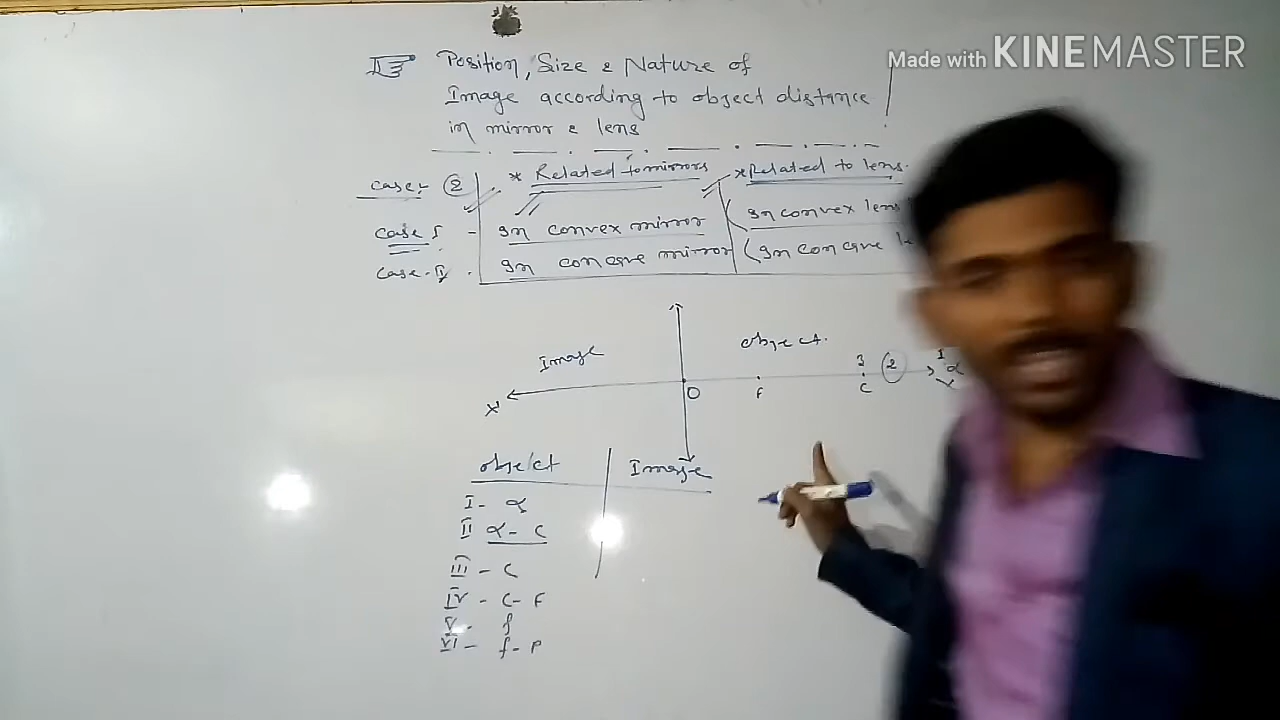 Made with KINEMASTER
II Position, Size & Nature of
Image according to object distance
in mirror & lens
case:- 2 * Related to mirrors * Related to lens.
case I - In convex mirror (In convex lens
case-II . In concave mirror (In concave le
Image object.
X' O F 3 C 2 I α
object Image
I - α
II α - C
III - C
IV - C - F
V - f
VI - f - P